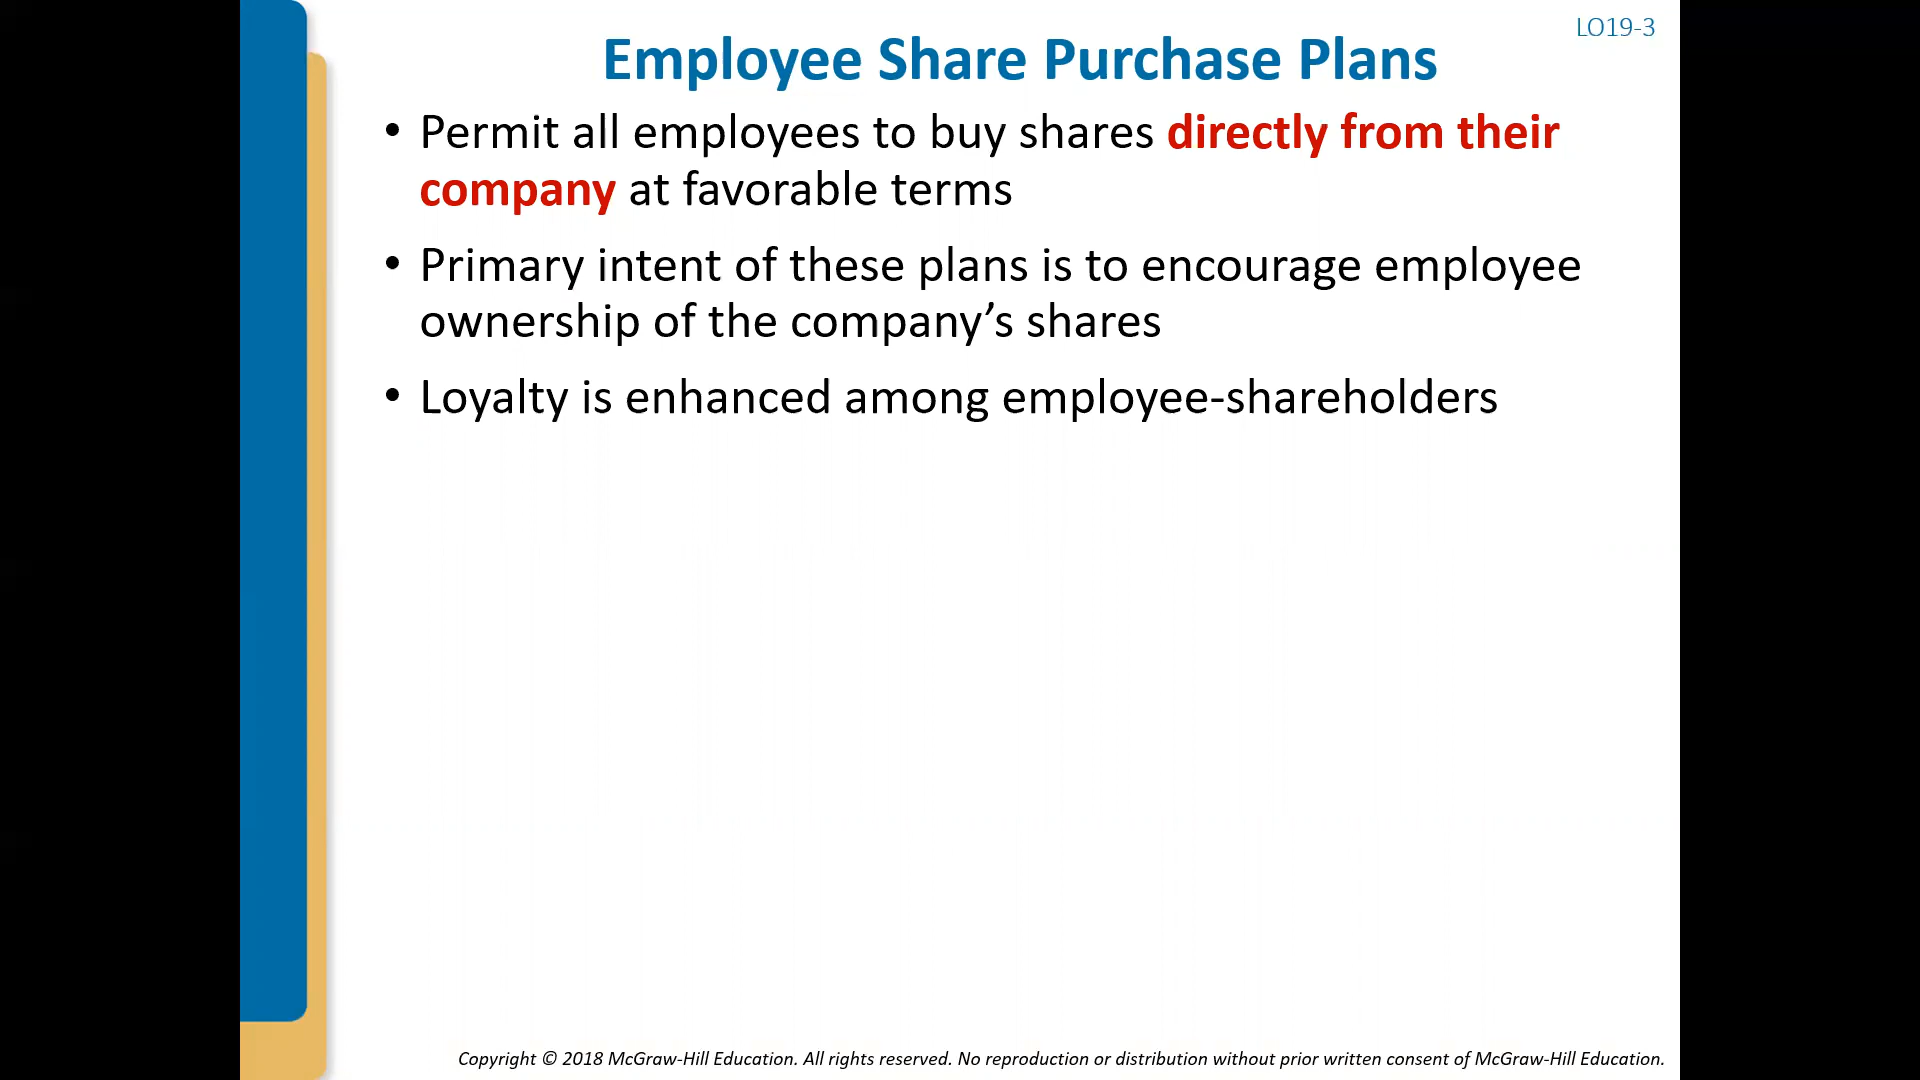 LO19-3
Employee Share Purchase Plans
• Permit all employees to buy shares directly from their
company at favorable terms
• Primary intent of these plans is to encourage employee
ownership of the company’s shares
• Loyalty is enhanced among employee-shareholders
Copyright © 2018 McGraw-Hill Education. All rights reserved. No reproduction or distribution without prior written consent of McGraw-Hill Education.